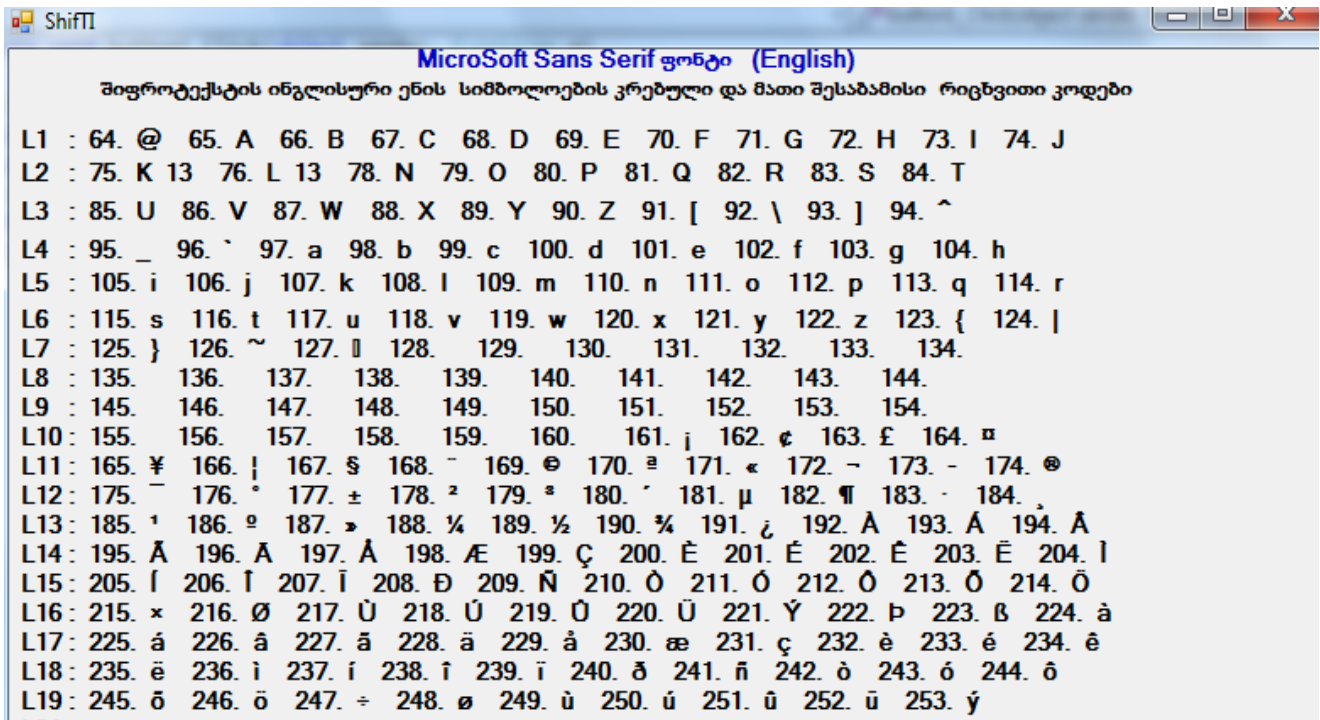 ShifTI
MicroSoft Sans Serif ფონტი (English)
შიფროტექსტის ინგლისური ენის სიმბოლოების კრებული და მათი შესაბამისი რიცხვითი კოდები
L1 : 64. @ 65. A 66. B 67. C 68. D 69. E 70. F 71. G 72. H 73. I 74. J
L2 : 75. K 13 76. L 13 78. N 79. O 80. P 81. Q 82. R 83. S 84. T
L3 : 85. U 86. V 87. W 88. X 89. Y 90. Z 91. [ 92. \ 93. ] 94. ^
L4 : 95. _ 96. ` 97. a 98. b 99. c 100. d 101. e 102. f 103. g 104. h
L5 : 105. i 106. j 107. k 108. l 109. m 110. n 111. o 112. p 113. q 114. r
L6 : 115. s 116. t 117. u 118. v 119. w 120. x 121. y 122. z 123. { 124. |
L7 : 125. } 126. ~ 127. ▯ 128. 129. 130. 131. 132. 133. 134.
L8 : 135. 136. 137. 138. 139. 140. 141. 142. 143. 144.
L9 : 145. 146. 147. 148. 149. 150. 151. 152. 153. 154.
L10 : 155. 156. 157. 158. 159. 160. 161. ¡ 162. ¢ 163. £ 164. ¤
L11 : 165. ¥ 166. ¦ 167. § 168. ¨ 169. © 170. ª 171. « 172. ¬ 173. - 174. ®
L12 : 175. ¯ 176. ° 177. ± 178. ² 179. ³ 180. ´ 181. µ 182. ¶ 183. · 184. ¸
L13 : 185. ¹ 186. º 187. » 188. ¼ 189. ½ 190. ¾ 191. ¿ 192. À 193. Á 194. Â
L14 : 195. Ã 196. Ä 197. Å 198. Æ 199. Ç 200. È 201. É 202. Ê 203. Ë 204. Ì
L15 : 205. Í 206. Î 207. Ï 208. Ð 209. Ñ 210. Ò 211. Ó 212. Ô 213. Õ 214. Ö
L16 : 215. × 216. Ø 217. Ù 218. Ú 219. Û 220. Ü 221. Ý 222. Þ 223. ß 224. à
L17 : 225. á 226. â 227. ã 228. ä 229. å 230. æ 231. ç 232. è 233. é 234. ê
L18 : 235. ë 236. ì 237. í 238. î 239. ï 240. ð 241. ñ 242. ò 243. ó 244. ô
L19 : 245. õ 246. ö 247. ÷ 248. ø 249. ù 250. ú 251. û 252. ü 253. ý